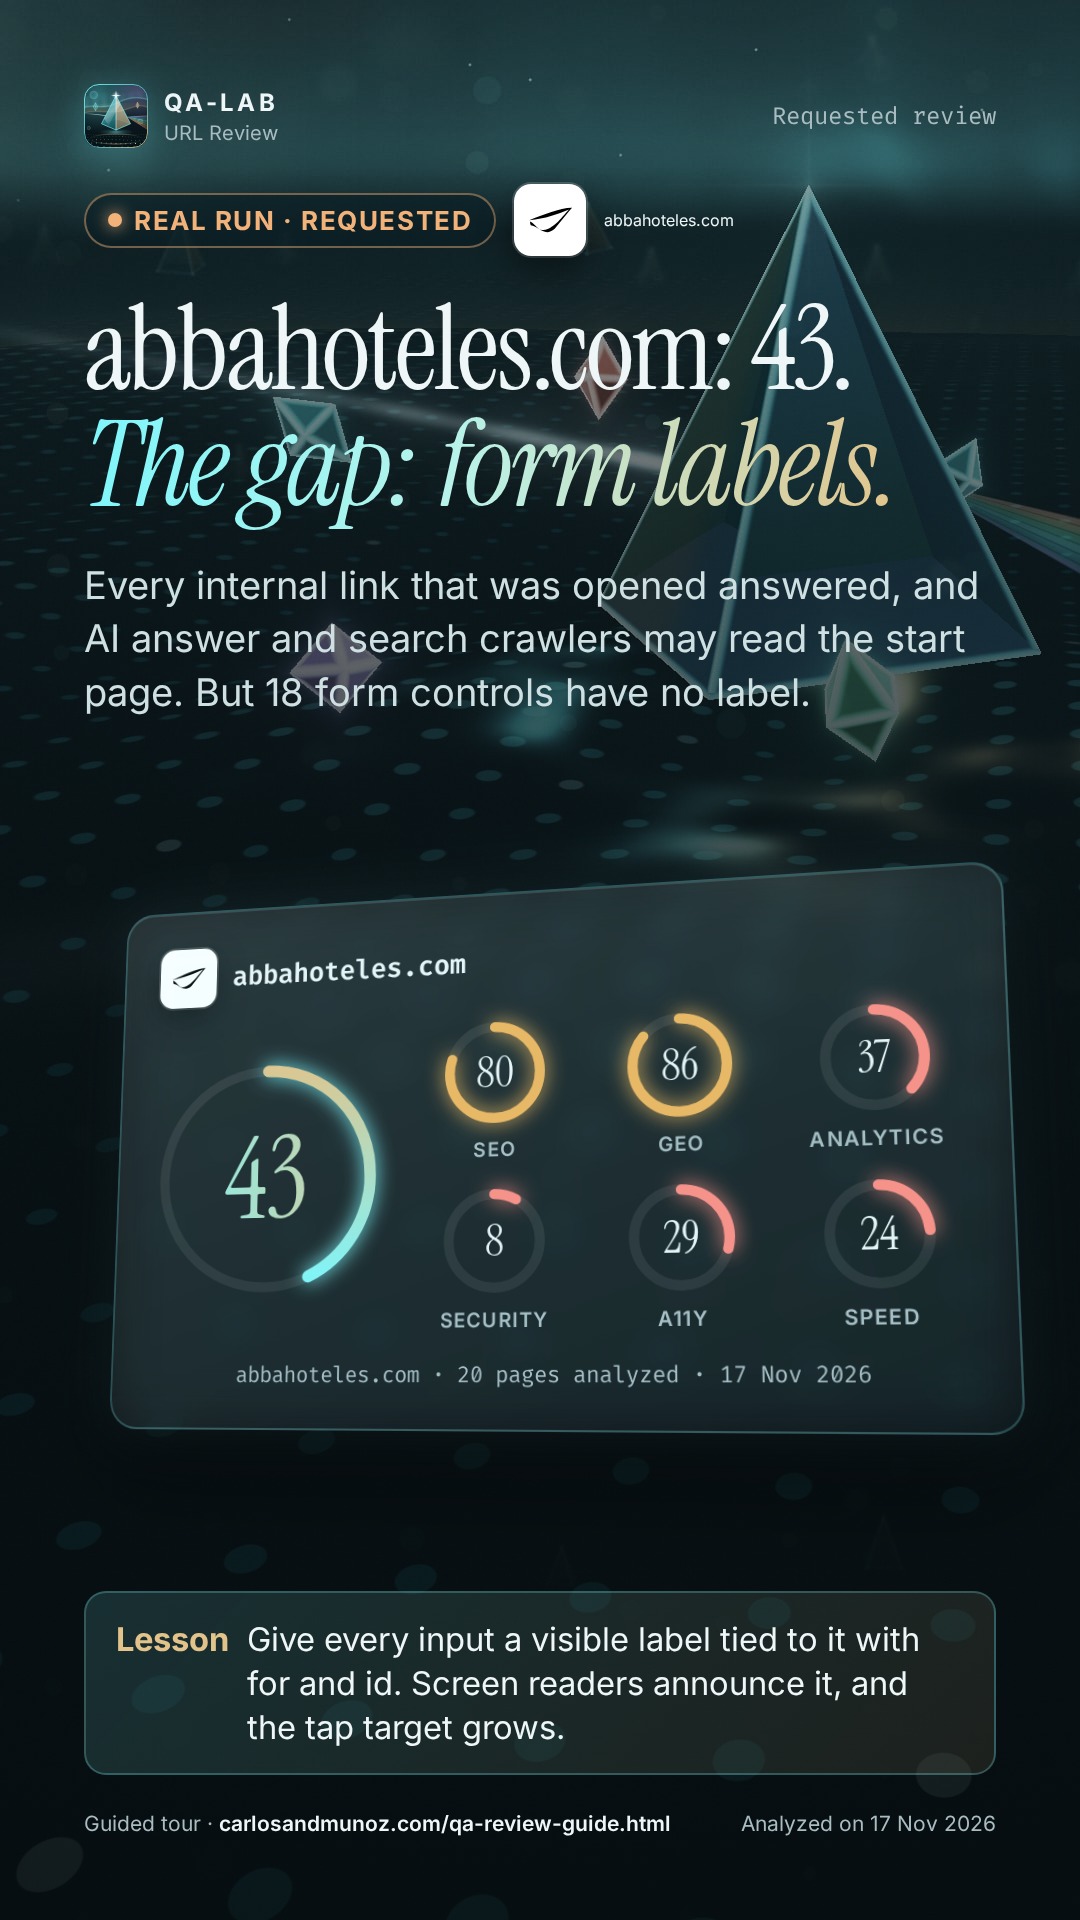 QA-LAB
URL Review
Requested review
REAL RUN · REQUESTED
abbahoteles.com
abbahoteles.com: 43.
The gap: form labels.
Every internal link that was opened answered, and
AI answer and search crawlers may read the start
page. But 18 form controls have no label.
abbahoteles.com
43
80
SEO
86
GEO
37
ANALYTICS
8
SECURITY
29
A11Y
24
SPEED
abbahoteles.com · 20 pages analyzed · 17 Nov 2026
Lesson Give every input a visible label tied to it with
for and id. Screen readers announce it, and
the tap target grows.
Guided tour · carlosandmunoz.com/qa-review-guide.html
Analyzed on 17 Nov 2026